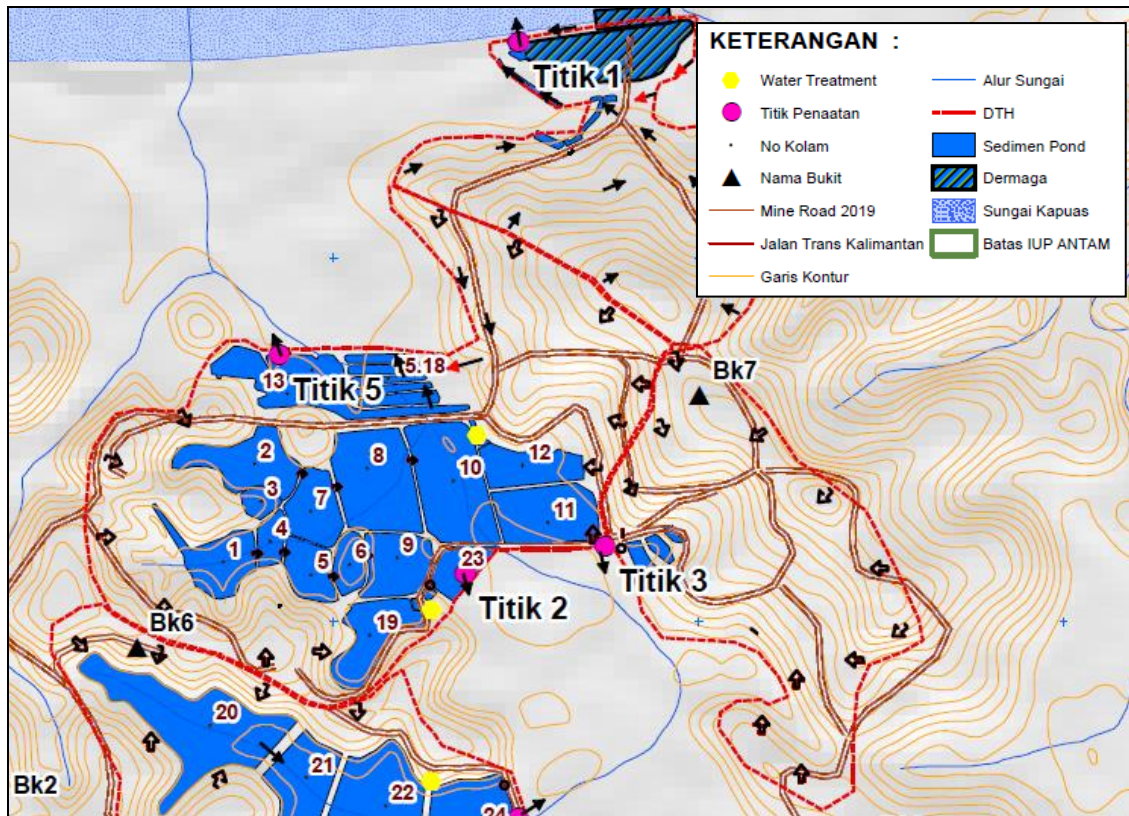 KETERANGAN :
Water Treatment
Titik Penaatan
No Kolam
Nama Bukit
Mine Road 2019
Jalan Trans Kalimantan
Garis Kontur
Alur Sungai
DTH
Sedimen Pond
Dermaga
Sungai Kapuas
Batas IUP ANTAM
Titik 1
13
Titik 5
5.18
Bk7
2
8
10
12
3
7
11
4
1
5
6
9
23
Titik 3
Titik 2
19
Bk6
20
21
22
Bk2
24